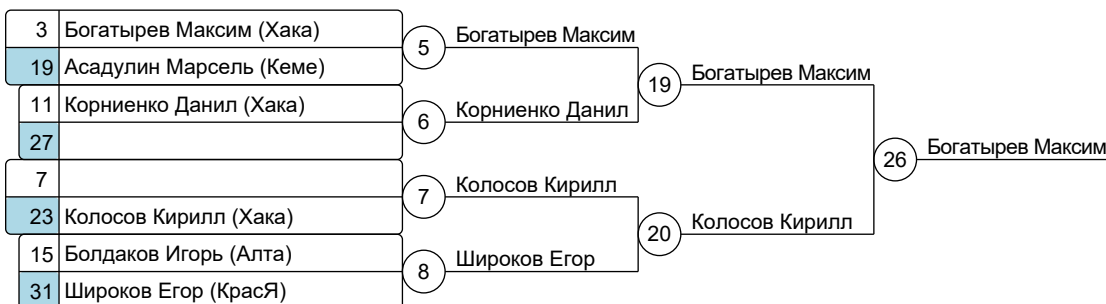 3 Богатырев Максим (Хака)
19 Асадулин Марсель (Кеме)
5 Богатырев Максим
11 Корниенко Данил (Хака)
27
6 Корниенко Данил
19 Богатырев Максим
7
23 Колосов Кирилл (Хака)
7 Колосов Кирилл
15 Болдаков Игорь (Алта)
31 Широков Егор (КрасЯ)
8 Широков Егор
20 Колосов Кирилл
26 Богатырев Максим